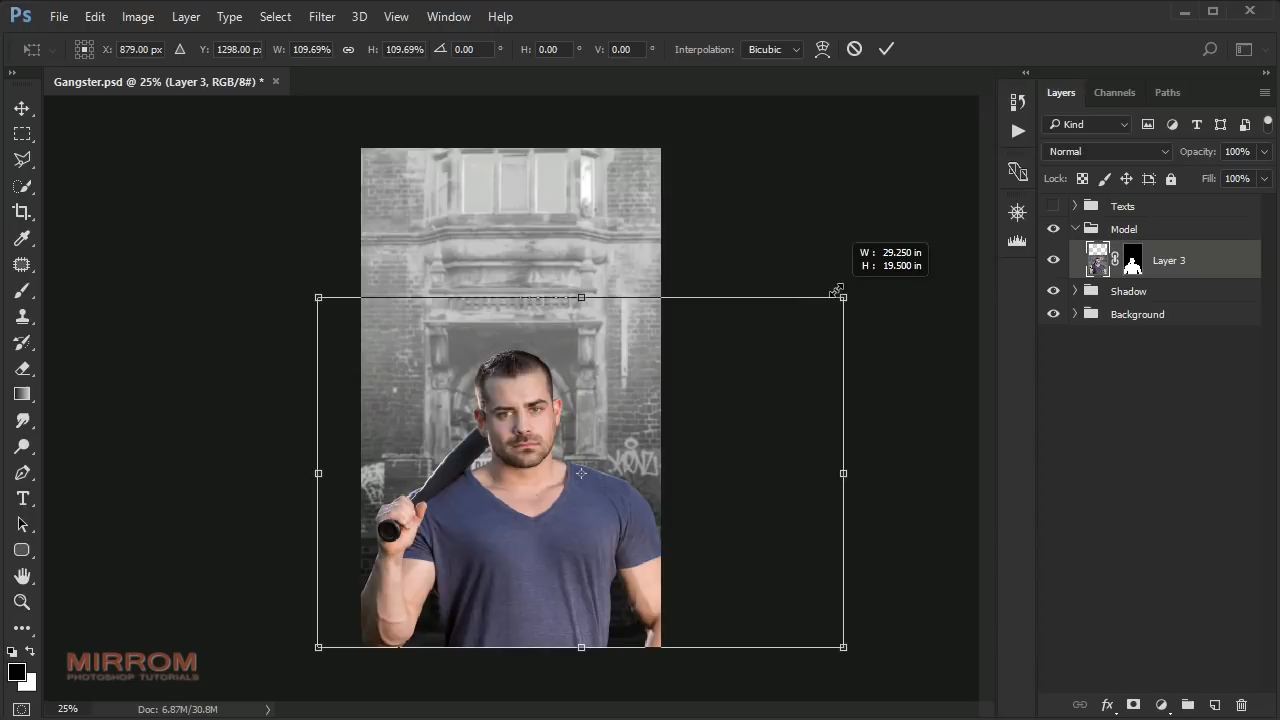 Ps File Edit Image Layer Type Select Filter 3D View Window Help
X: 879.00 px Y: 1298.00 px W: 109.69% H: 109.69% 0.00 ° H: 0.00 ° V: 0.00 ° Interpolation: Bicubic
Gangster.psd @ 25% (Layer 3, RGB/8#) *
Layers Channels Paths
Kind
Normal Opacity: 100%
Lock: Fill: 100%
Texts
Model
Layer 3
Shadow
Background
W : 29.250 in
H : 19.500 in
MIRROM
PHOTOSHOP TUTORIALS
25% Doc: 6.87M/30.8M